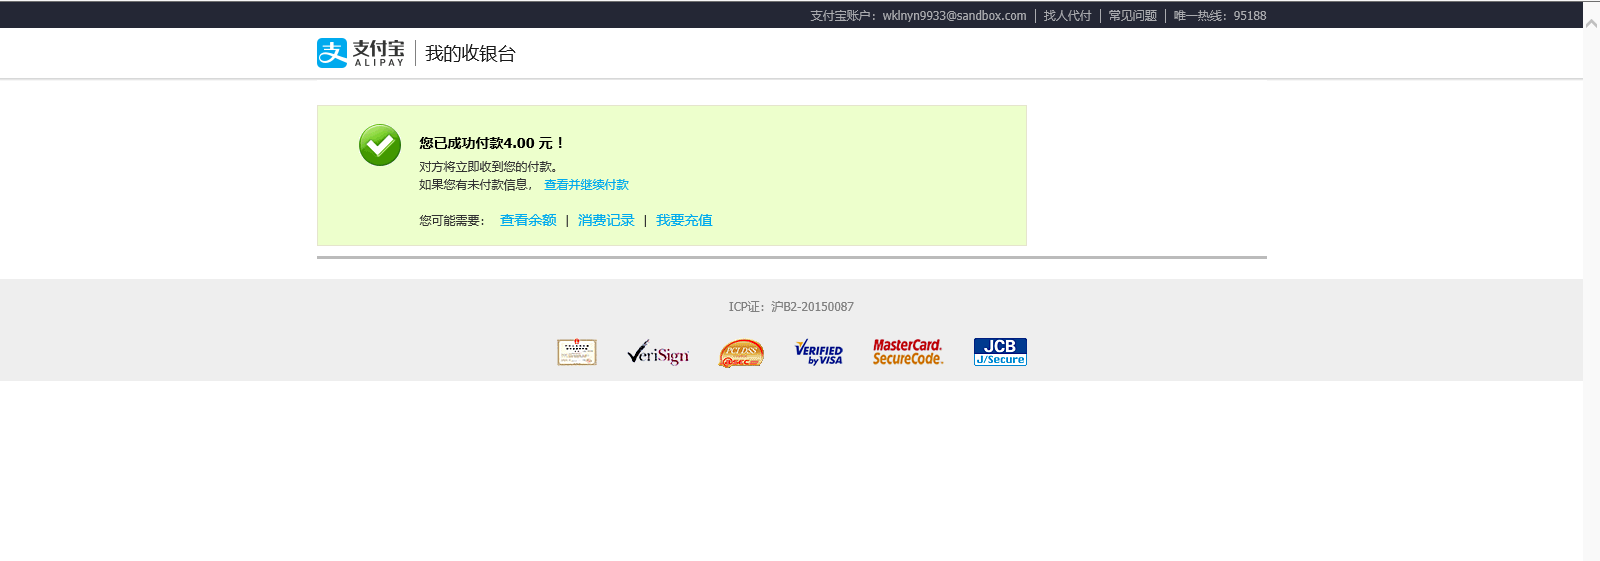 支付宝账户：wklnyn9933@sandbox.com | 找人代付 | 常见问题 | 唯一热线：95188
支 支付宝 ALIPAY | 我的收银台
您已成功付款4.00 元！
对方将立即收到您的付款。
如果您有未付款信息， 查看并继续付款
您可能需要： 查看余额 | 消费记录 | 我要充值
ICP证：沪B2-20150087
VeriSign PCI DSS @SEC VERIFIED by VISA MasterCard. SecureCode. JCB J/Secure